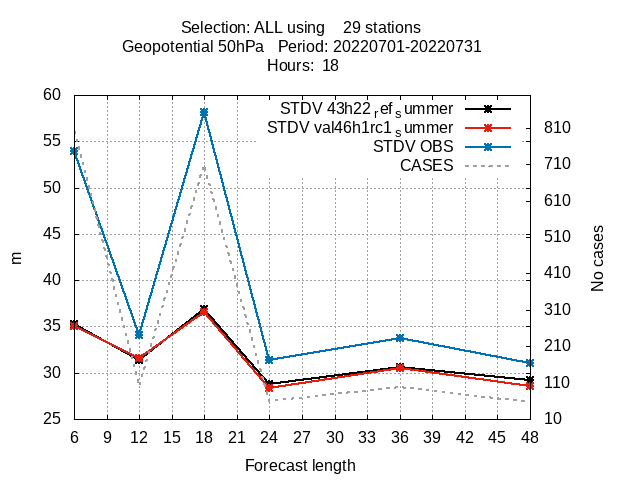 Selection: ALL using    29 stations
Geopotential 50hPa   Period: 20220701-20220731
Hours: 18
STDV 43h22_ref_summer
STDV val46h1rc1_summer
STDV OBS
CASES
60
55
50
45
40
35
30
25
810
710
610
510
410
310
210
110
10
m
No cases
6 9 12 15 18 21 24 27 30 33 36 39 42 45 48
Forecast length